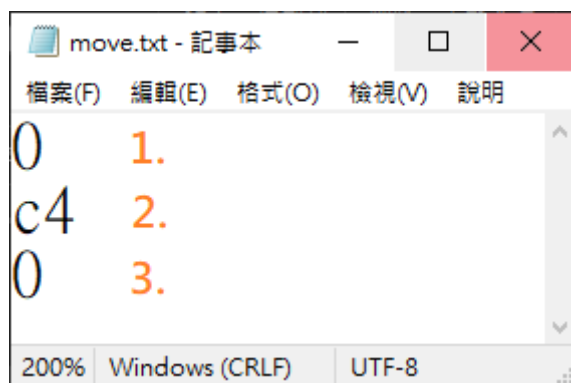 move.txt - 記事本
檔案(F) 編輯(E) 格式(O) 檢視(V) 說明
0 1.
c4 2.
0 3.
200% Windows (CRLF) UTF-8